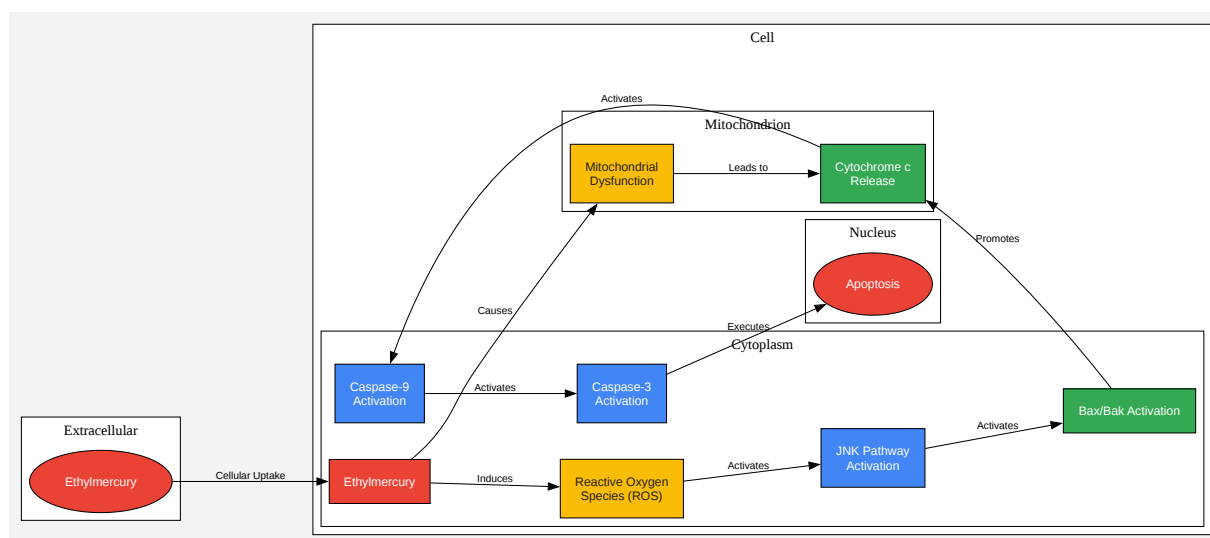 Cell
Activates
Mitochondrion
Mitochondrial
Dysfunction
Leads to
Cytochrome c
Release
Nucleus
Promotes
Apoptosis
Causes
Executes
Cytoplasm
Caspase-9
Activation
Activates
Caspase-3
Activation
Bax/Bak Activation
Extracellular
Activates
JNK Pathway
Activation
Ethylmercury
Cellular Uptake
Ethylmercury
Induces
Reactive Oxygen
Species (ROS)
Activates